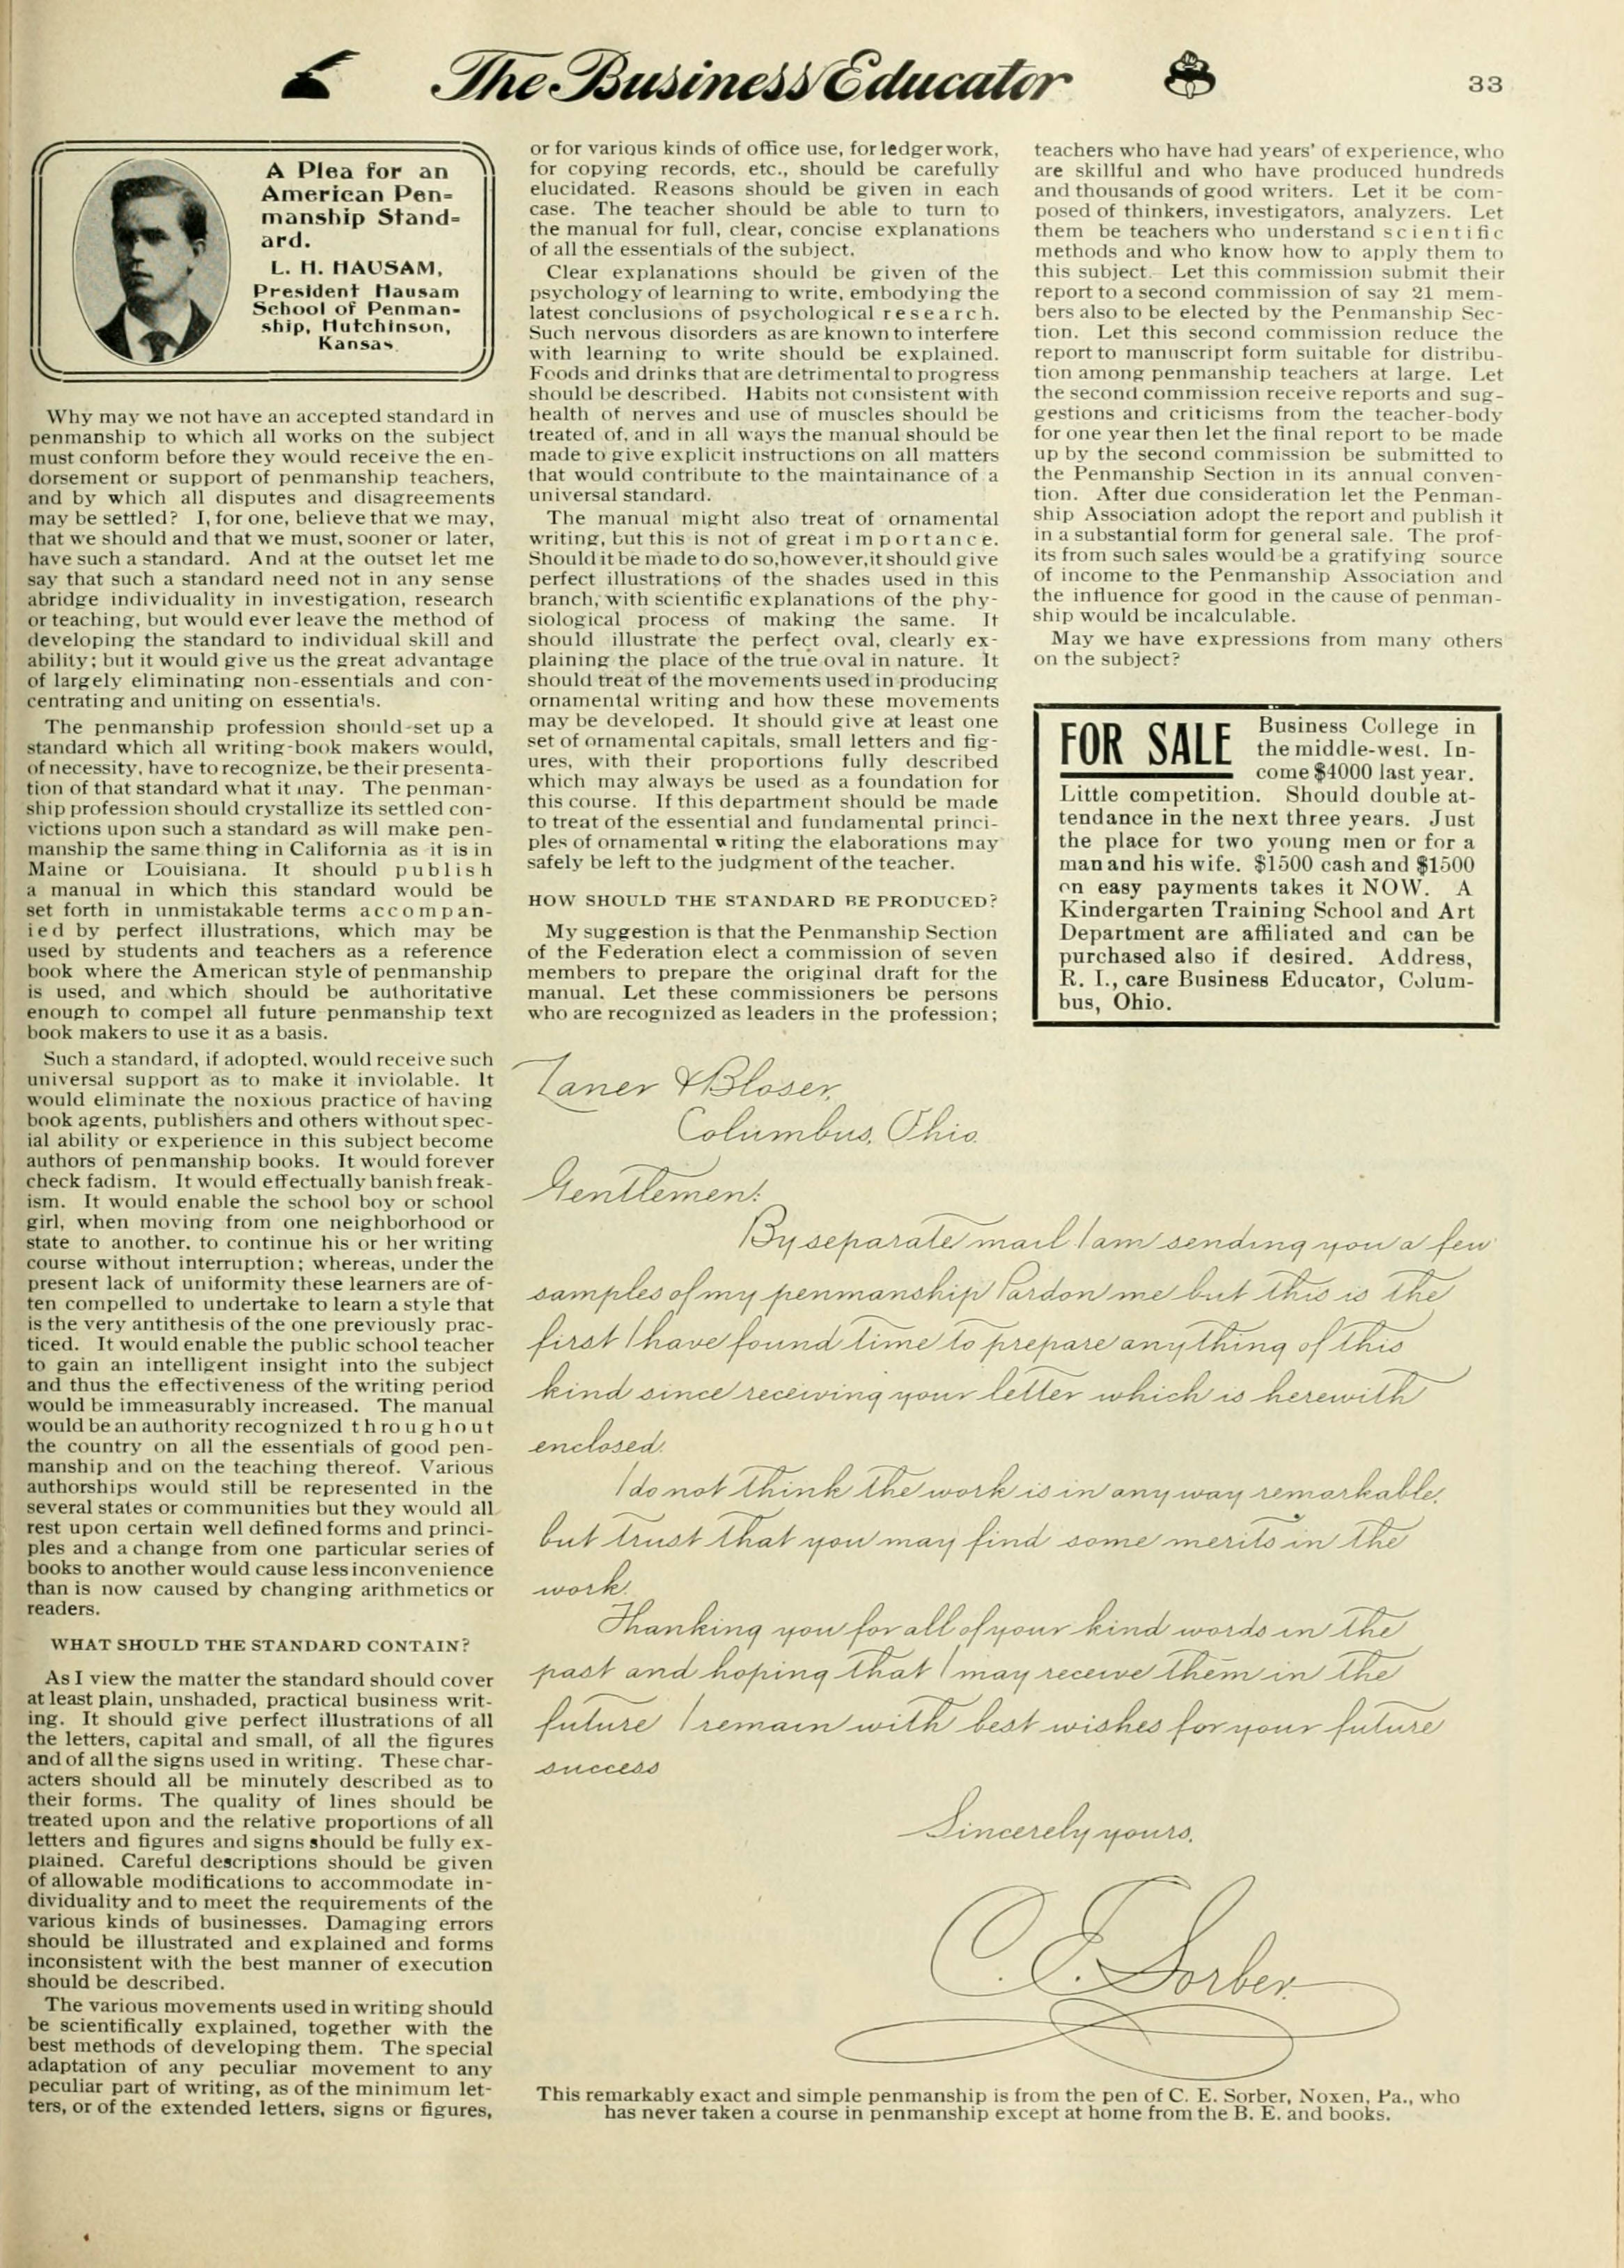 The Business Educator
33
A Plea for an
American Pen-
manship Stand-
ard.
L. H. HAUSAM,
President Hausam
School of Penman-
ship, Hutchinson,
Kansas
Why may we not have an accepted standard in
penmanship to which all works on the subject
must conform before they would receive the en-
dorsement or support of penmanship teachers,
and by which all disputes and disagreements
may be settled? I, for one, believe that we may,
that we should and that we must, sooner or later,
have such a standard. And at the outset let me
say that such a standard need not in any sense
abridge individuality in investigation, research
or teaching, but would ever leave the method of
developing the standard to individual skill and
ability; but it would give us the great advantage
of largely eliminating non-essentials and con-
centrating and uniting on essentials.
The penmanship profession should set up a
standard which all writing-book makers would,
of necessity, have to recognize, be their presenta-
tion of that standard what it may. The penman-
ship profession should crystallize its settled con-
victions upon such a standard as will make pen-
manship the same thing in California as it is in
Maine or Louisiana. It should publish
a manual in which this standard would be
set forth in unmistakable terms accompan-
ied by perfect illustrations, which may be
used by students and teachers as a reference
book where the American style of penmanship
is used, and which should be authoritative
enough to compel all future penmanship text
book makers to use it as a basis.
Such a standard, if adopted, would receive such
universal support as to make it inviolable. It
would eliminate the noxious practice of having
book agents, publishers and others without spec-
ial ability or experience in this subject become
authors of penmanship books. It would forever
check fadism. It would effectually banish freak-
ism. It would enable the school boy or school
girl, when moving from one neighborhood or
state to another, to continue his or her writing
course without interruption; whereas, under the
present lack of uniformity these learners are of-
ten compelled to undertake to learn a style that
is the very antithesis of the one previously prac-
ticed. It would enable the public school teacher
to gain an intelligent insight into the subject
and thus the effectiveness of the writing period
would be immeasurably increased. The manual
would be an authority recognized throughout
the country on all the essentials of good pen-
manship and on the teaching thereof. Various
authorships would still be represented in the
several states or communities but they would all
rest upon certain well defined forms and princi-
ples and a change from one particular series of
books to another would cause less inconvenience
than is now caused by changing arithmetics or
readers.
WHAT SHOULD THE STANDARD CONTAIN?
As I view the matter the standard should cover
at least plain, unshaded, practical business writ-
ing. It should give perfect illustrations of all
the letters, capital and small, of all the figures
and of all the signs used in writing. These char-
acters should all be minutely described as to
their forms. The quality of lines should be
treated upon and the relative proportions of all
letters and figures and signs should be fully ex-
plained. Careful descriptions should be given
of allowable modifications to accommodate in-
dividuality and to meet the requirements of the
various kinds of businesses. Damaging errors
should be illustrated and explained and forms
inconsistent with the best manner of execution
should be described.
The various movements used in writing should
be scientifically explained, together with the
best methods of developing them. The special
adaptation of any peculiar movement to any
peculiar part of writing, as of the minimum let-
ters, or of the extended letters, signs or figures,
or for various kinds of office use, for ledger work,
for copying records, etc., should be carefully
elucidated. Reasons should be given in each
case. The teacher should be able to turn to
the manual for full, clear, concise explanations
of all the essentials of the subject.
Clear explanations should be given of the
psychology of learning to write, embodying the
latest conclusions of psychological research.
Such nervous disorders as are known to interfere
with learning to write should be explained.
Foods and drinks that are detrimental to progress
should be described. Habits not consistent with
health of nerves and use of muscles should be
treated of, and in all ways the manual should be
made to give explicit instructions on all matters
that would contribute to the maintainance of a
universal standard.
The manual might also treat of ornamental
writing, but this is not of great importance.
Should it be made to do so, however, it should give
perfect illustrations of the shades used in this
branch, with scientific explanations of the phy-
siological process of making the same. It
should illustrate the perfect oval, clearly ex-
plaining the place of the true oval in nature. It
should treat of the movements used in producing
ornamental writing and how these movements
may be developed. It should give at least one
set of ornamental capitals, small letters and fig-
ures, with their proportions fully described
which may always be used as a foundation for
this course. If this department should be made
to treat of the essential and fundamental princi-
ples of ornamental writing the elaborations may
safely be left to the judgment of the teacher.
HOW SHOULD THE STANDARD BE PRODUCED?
My suggestion is that the Penmanship Section
of the Federation elect a commission of seven
members to prepare the original draft for the
manual. Let these commissioners be persons
who are recognized as leaders in the profession;
teachers who have had years' of experience, who
are skillful and who have produced hundreds
and thousands of good writers. Let it be com-
posed of thinkers, investigators, analyzers. Let
them be teachers who understand scientific
methods and who know how to apply them to
this subject. Let this commission submit their
report to a second commission of say 21 mem-
bers also to be elected by the Penmanship Sec-
tion. Let this second commission reduce the
report to manuscript form suitable for distribu-
tion among penmanship teachers at large. Let
the second commission receive reports and sug-
gestions and criticisms from the teacher-body
for one year then let the final report to be made
up by the second commission be submitted to
the Penmanship Section in its annual conven-
tion. After due consideration let the Penman-
ship Association adopt the report and publish it
in a substantial form for general sale. The prof-
its from such sales would be a gratifying source
of income to the Penmanship Association and
the influence for good in the cause of penman-
ship would be incalculable.
May we have expressions from many others
on the subject?
FOR SALE Business College in
the middle-west. In-
come $4000 last year.
Little competition. Should double at-
tendance in the next three years. Just
the place for two young men or for a
man and his wife. $1500 cash and $1500
on easy payments takes it NOW. A
Kindergarten Training School and Art
Department are affiliated and can be
purchased also if desired. Address,
R. I., care Business Educator, Colum-
bus, Ohio.
Zaner & Bloser,
Columbus, Ohio.
Gentlemen:
By separate mail I am sending you a few
samples of my penmanship Pardon me but this is the
first I have found time to prepare anything of this
kind since receiving your letter which is herewith
enclosed.
I do not think the work is in any way remarkable,
but trust that you may find some merits in the
work.
Thanking you for all of your kind words in the
past and hoping that I may receive them in the
future I remain with best wishes for your future
success
Sincerely yours,
C. E. Sorber.
This remarkably exact and simple penmanship is from the pen of C. E. Sorber, Noxen, Pa., who
has never taken a course in penmanship except at home from the B. E. and books.